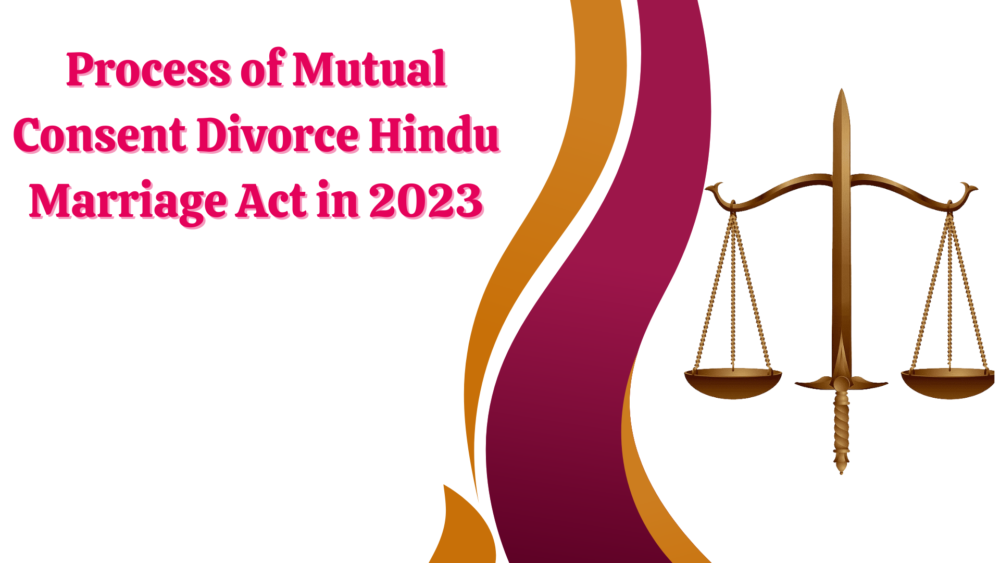 Process of Mutual
Consent Divorce Hindu
Marriage Act in 2023